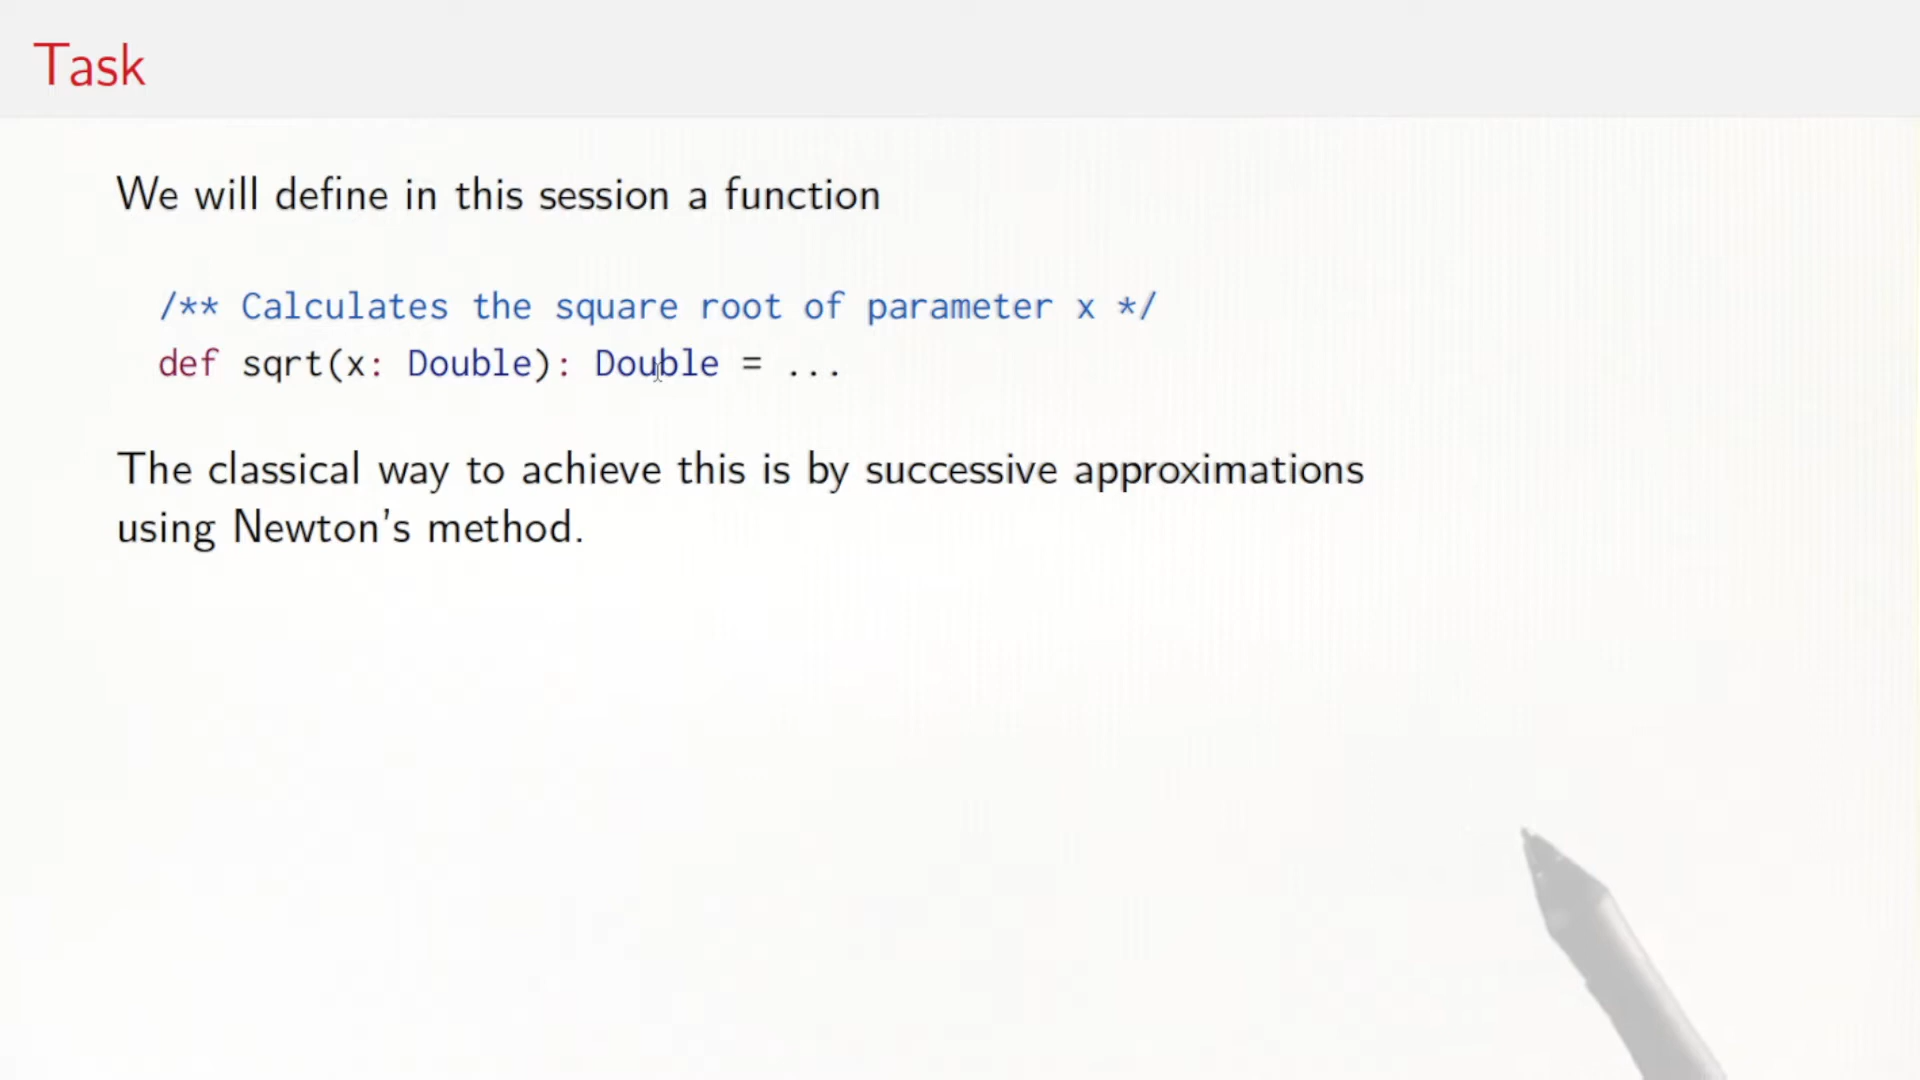 Task
We will define in this session a function
/** Calculates the square root of parameter x */
def sqrt(x: Double): Double = ...
The classical way to achieve this is by successive approximations
using Newton's method.